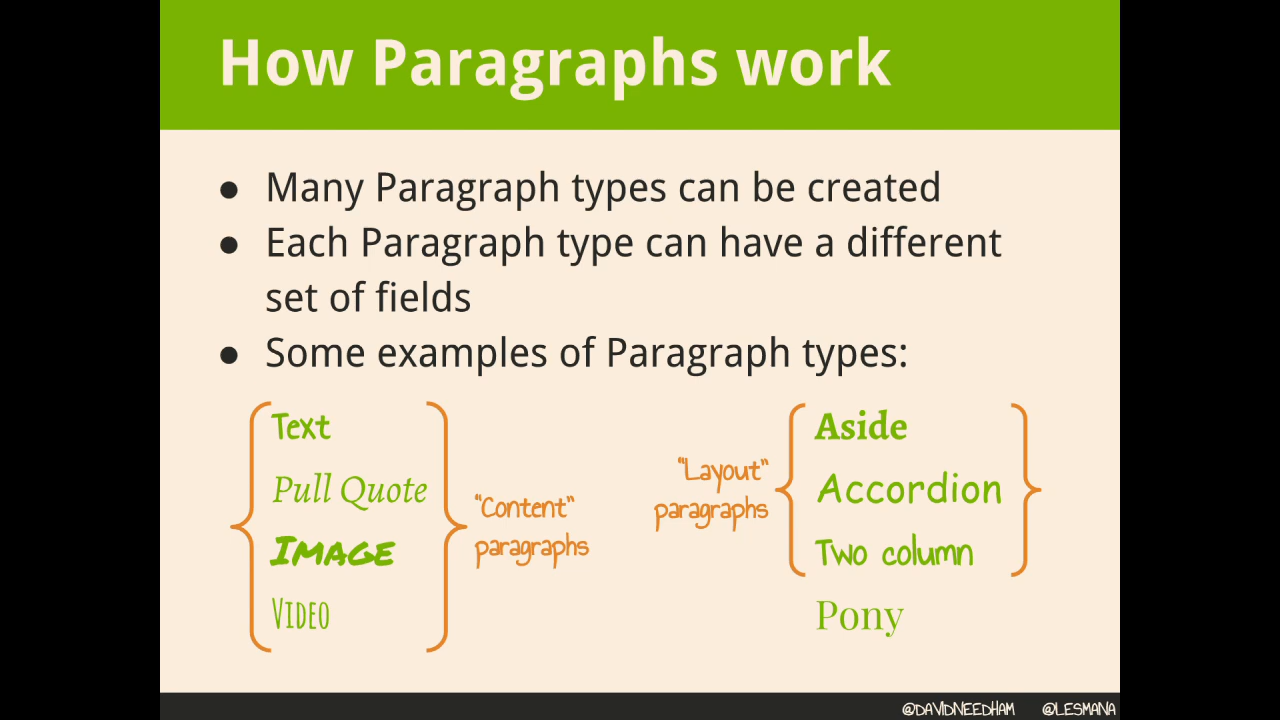 How Paragraphs work
● Many Paragraph types can be created
● Each Paragraph type can have a different
set of fields
● Some examples of Paragraph types:
Text
Pull Quote
Image
Video
"Content"
paragraphs
"Layout"
paragraphs
Aside
Accordion
Two column
Pony
@DAVIDNEEDHAM @LESMANA